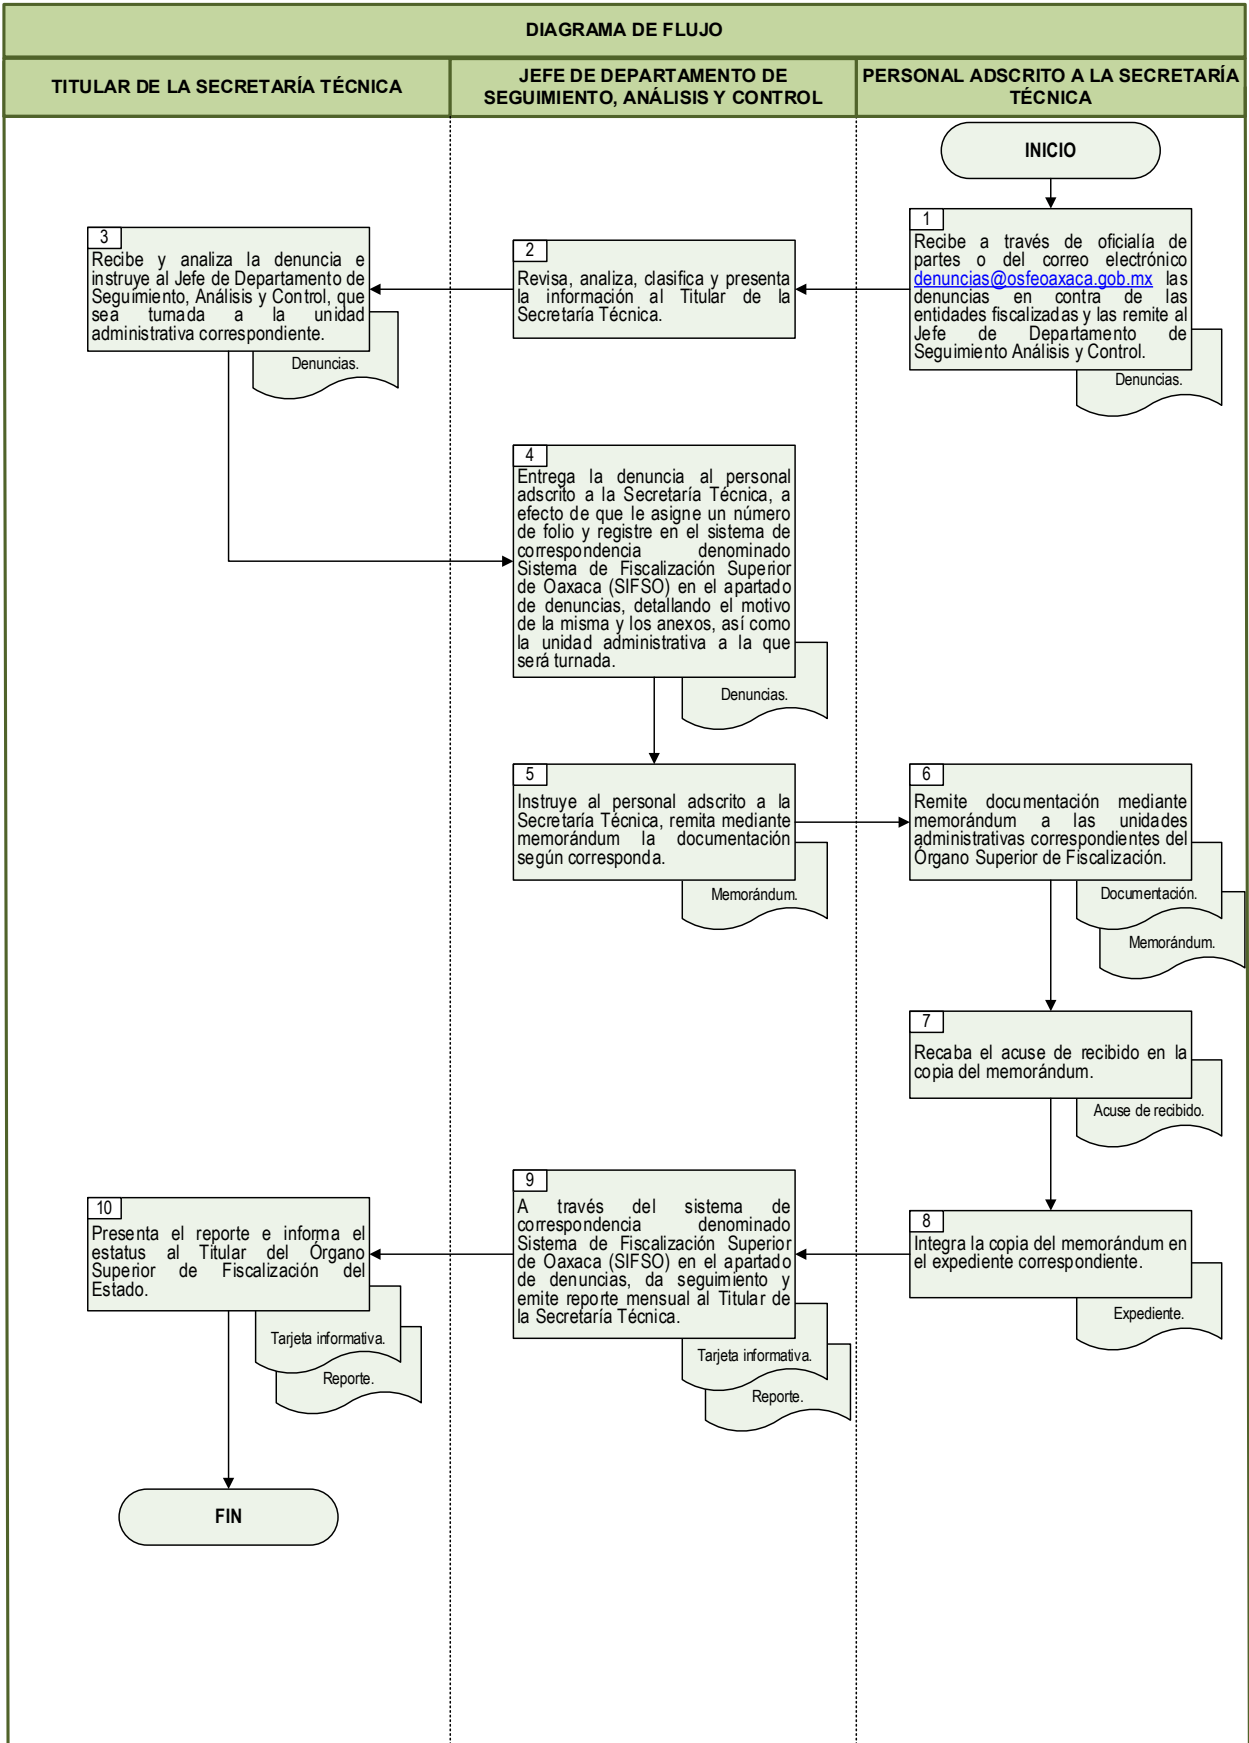 DIAGRAMA DE FLUJO
TITULAR DE LA SECRETARÍA TÉCNICA
JEFE DE DEPARTAMENTO DE
SEGUIMIENTO, ANÁLISIS Y CONTROL
PERSONAL ADSCRITO A LA SECRETARÍA
TÉCNICA
INICIO
1
Recibe a través de oficialía de
partes o del correo electrónico
denuncias@osfeoaxaca.gob.mx las
denuncias en contra de las
entidades fiscalizadas y las remite al
Jefe de Departamento de
Seguimiento Análisis y Control.
Denuncias.
2
Revisa, analiza, clasifica y presenta
la información al Titular de la
Secretaría Técnica.
3
Recibe y analiza la denuncia e
instruye al Jefe de Departamento de
Seguimiento, Análisis y Control, que
sea turnada a la unidad
administrativa correspondiente.
Denuncias.
4
Entrega la denuncia al personal
adscrito a la Secretaría Técnica, a
efecto de que le asigne un número
de folio y registre en el sistema de
correspondencia denominado
Sistema de Fiscalización Superior
de Oaxaca (SIFSO) en el apartado
de denuncias, detallando el motivo
de la misma y los anexos, así como
la unidad administrativa a la que
será turnada.
Denuncias.
5
Instruye al personal adscrito a la
Secretaría Técnica, remita mediante
memorándum la documentación
según corresponda.
Memorándum.
6
Remite documentación mediante
memorándum a las unidades
administrativas correspondientes del
Órgano Superior de Fiscalización.
Documentación.
Memorándum.
7
Recaba el acuse de recibido en la
copia del memorándum.
Acuse de recibido.
8
Integra la copia del memorándum en
el expediente correspondiente.
Expediente.
9
A través del sistema de
correspondencia denominado
Sistema de Fiscalización Superior
de Oaxaca (SIFSO) en el apartado
de denuncias, da seguimiento y
emite reporte mensual al Titular de
la Secretaría Técnica.
Tarjeta informativa.
Reporte.
10
Presenta el reporte e informa el
estatus al Titular del Órgano
Superior de Fiscalización del
Estado.
Tarjeta informativa.
Reporte.
FIN